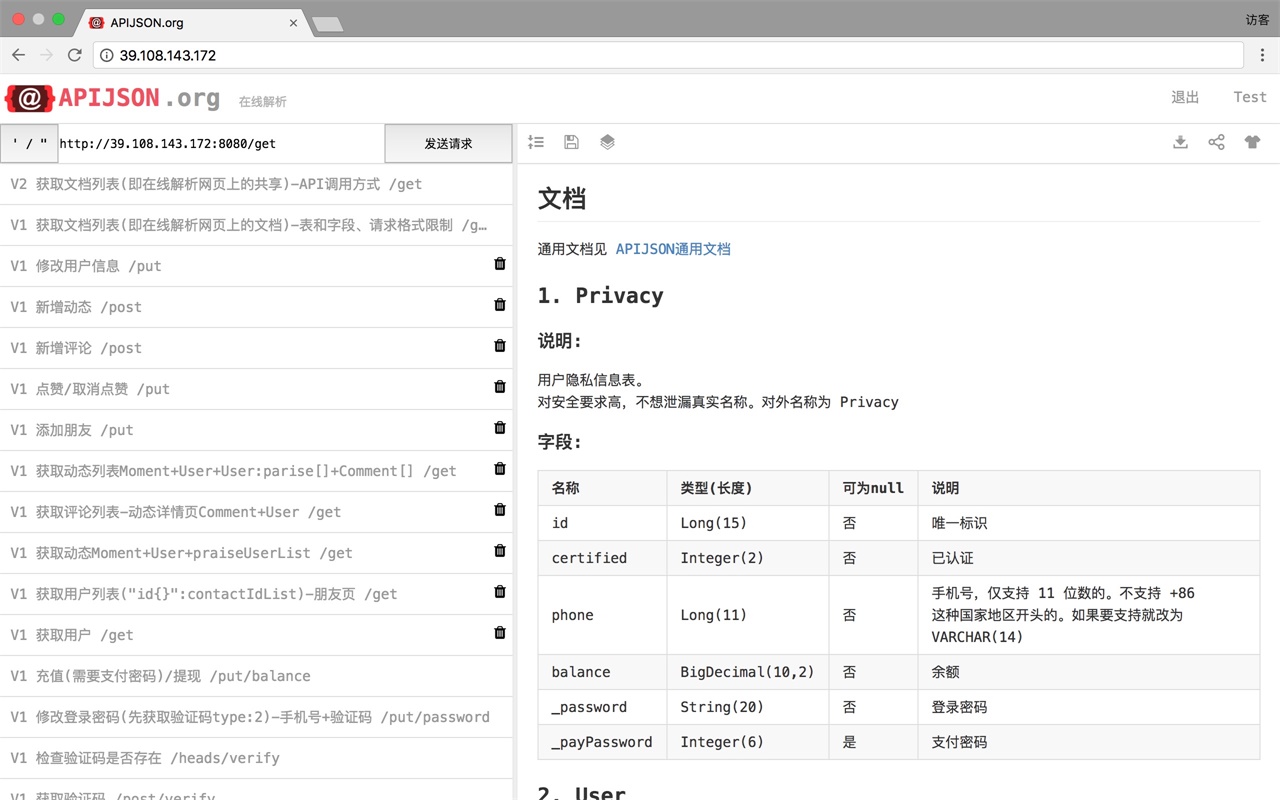 APIJSON.org
访客
39.108.143.172
APIJSON.org 在线解析
退出 Test
' / " http://39.108.143.172:8080/get 发送请求
V2 获取文档列表(即在线解析网页上的共享)-API调用方式 /get
V1 获取文档列表(即在线解析网页上的文档)-表和字段、请求格式限制 /g…
V1 修改用户信息 /put
V1 新增动态 /post
V1 新增评论 /post
V1 点赞/取消点赞 /put
V1 添加朋友 /put
V1 获取动态列表Moment+User+User:parise[]+Comment[] /get
V1 获取评论列表-动态详情页Comment+User /get
V1 获取动态Moment+User+praiseUserList /get
V1 获取用户列表("id{}":contactIdList)-朋友页 /get
V1 获取用户 /get
V1 充值(需要支付密码)/提现 /put/balance
V1 修改登录密码(先获取验证码type:2)-手机号+验证码 /put/password
V1 检查验证码是否存在 /heads/verify
V1 获取验证码 /post/verify
文档
通用文档见 APIJSON通用文档
1. Privacy
说明:
用户隐私信息表。
对安全要求高，不想泄漏真实名称。对外名称为 Privacy
字段:
名称 类型(长度) 可为null 说明
id Long(15) 否 唯一标识
certified Integer(2) 否 已认证
phone Long(11) 否 手机号，仅支持 11 位数的。不支持 +86
这种国家地区开头的。如果要支持就改为
VARCHAR(14)
balance BigDecimal(10,2) 否 余额
_password String(20) 否 登录密码
_payPassword Integer(6) 是 支付密码
2. User